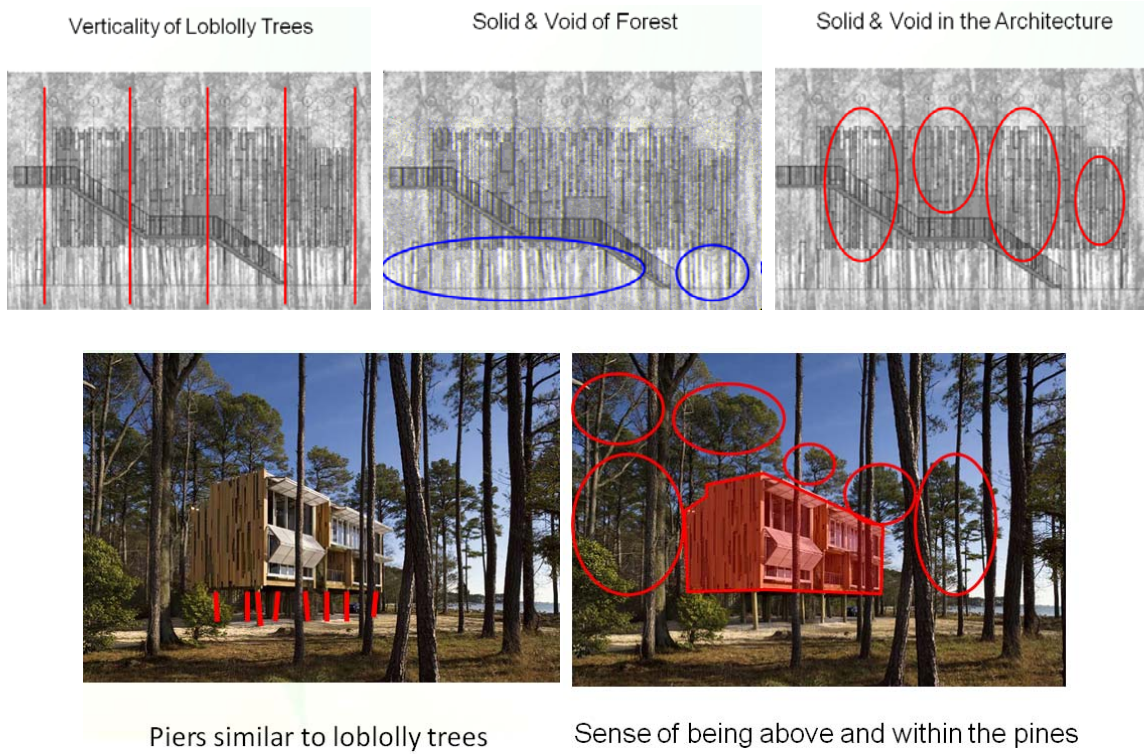 Verticality of Loblolly Trees
Solid & Void of Forest
Solid & Void in the Architecture
Piers similar to loblolly trees
Sense of being above and within the pines